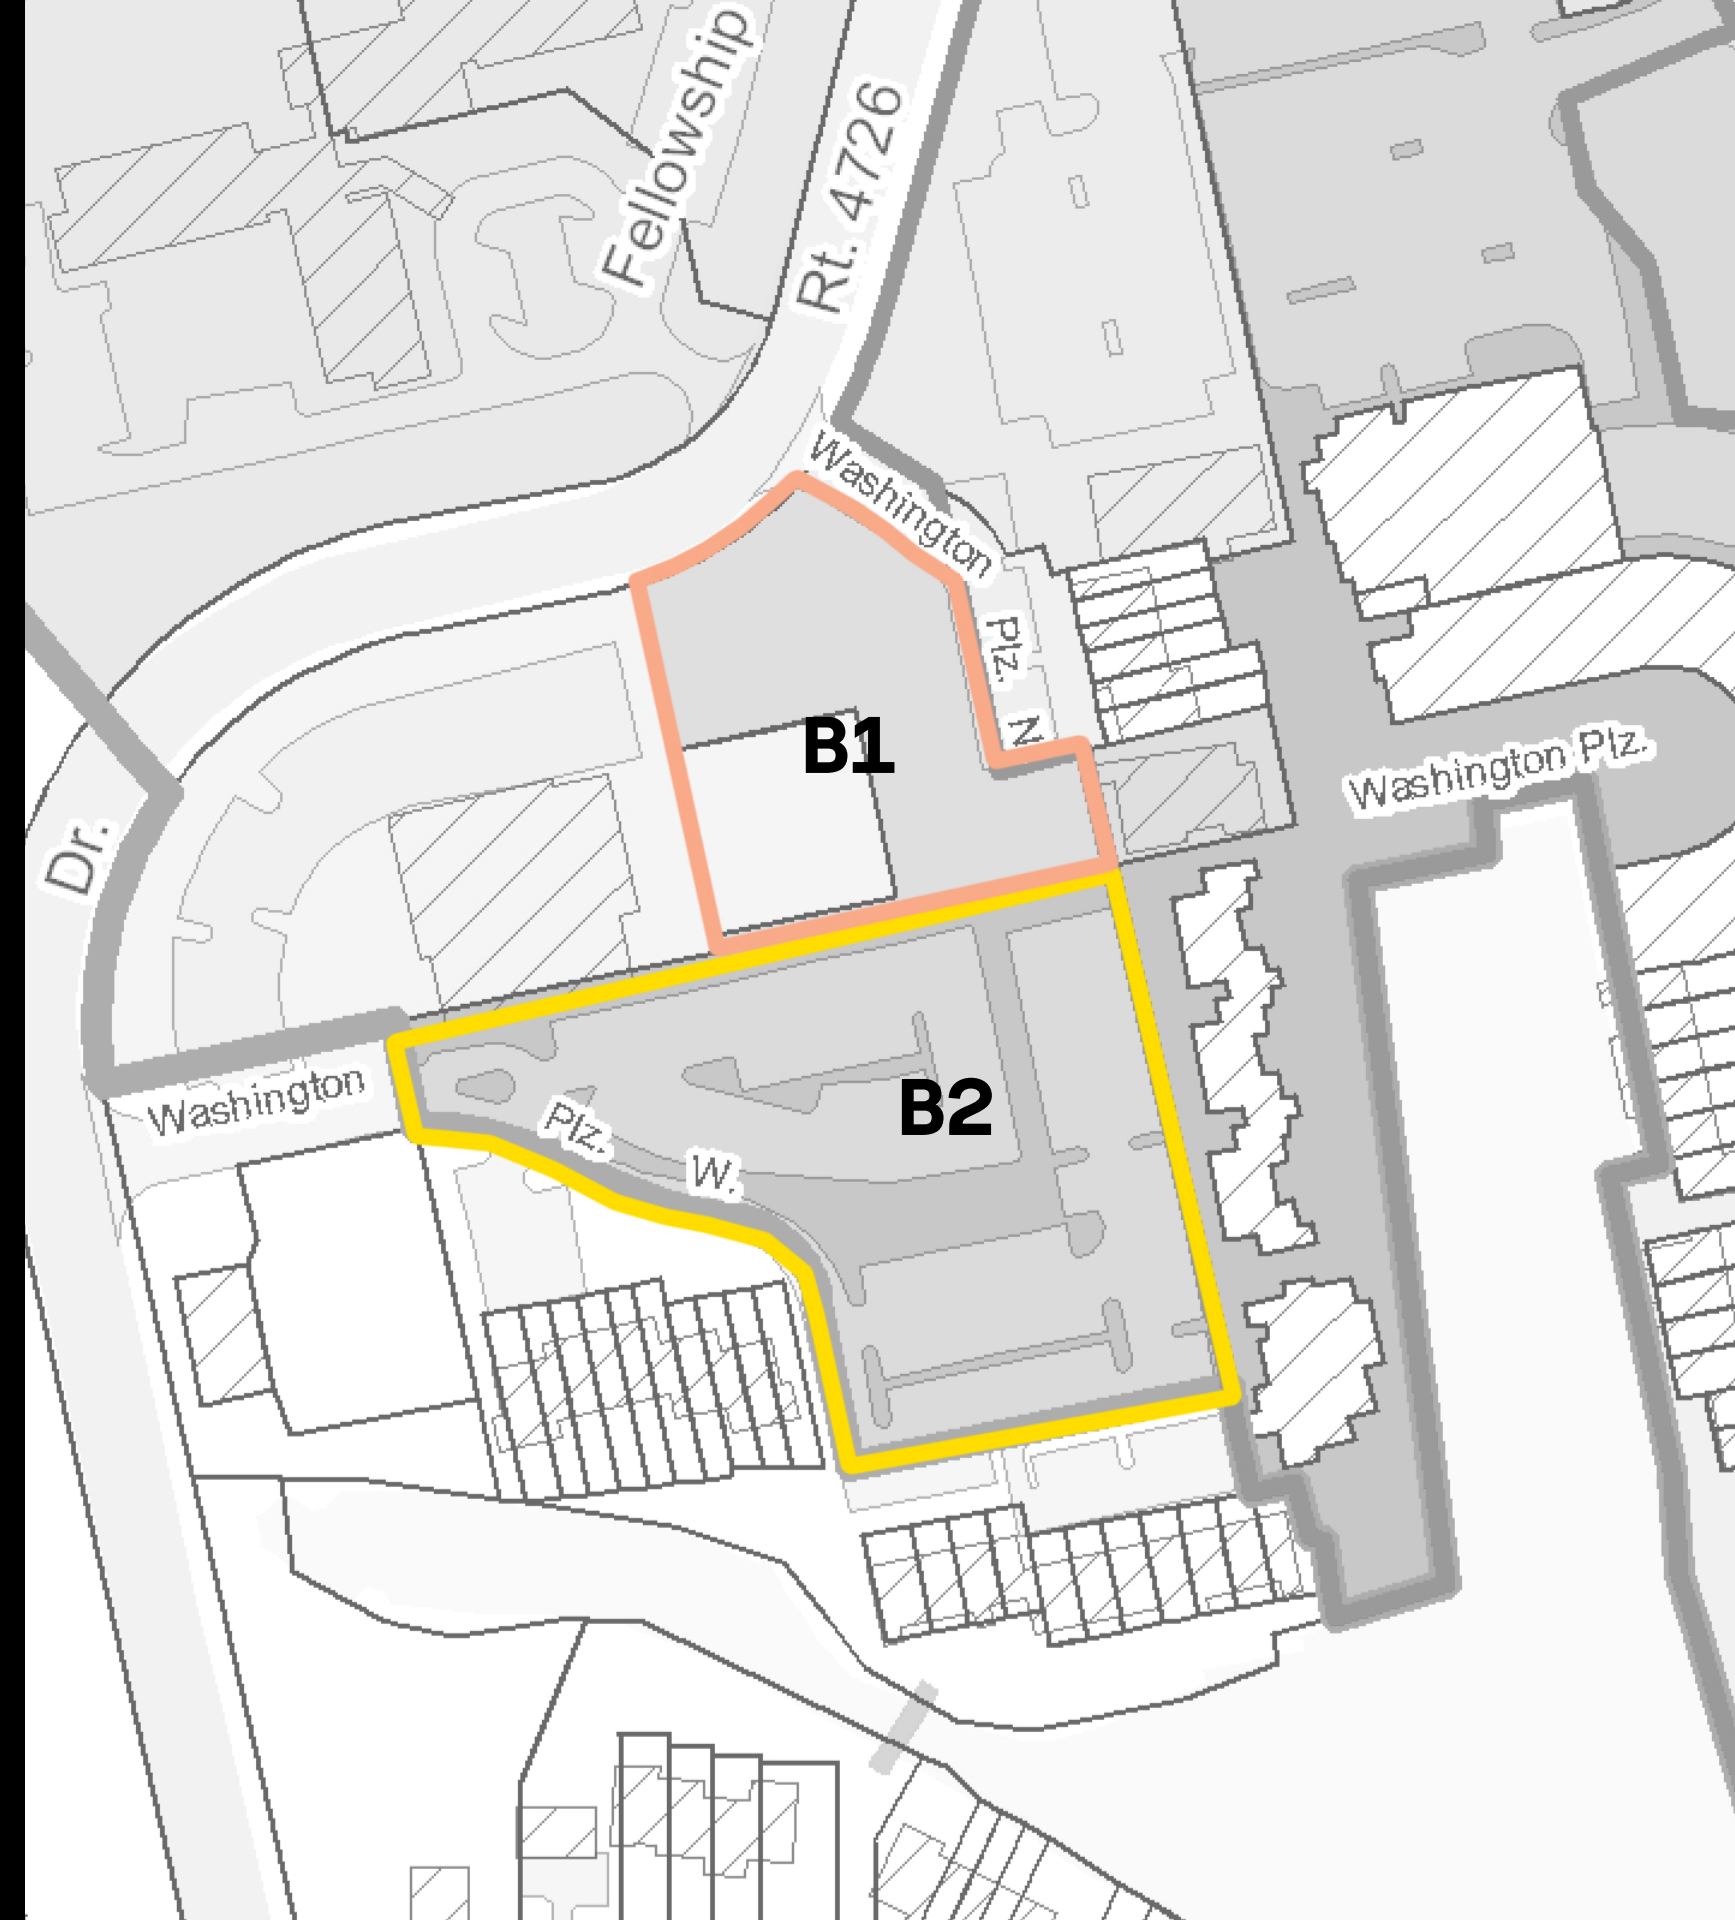 Fellowship
Rt. 4726
Washington
Plz.
N
B1
Washington Plz.
Dr.
Washington
Plz.
W.
B2